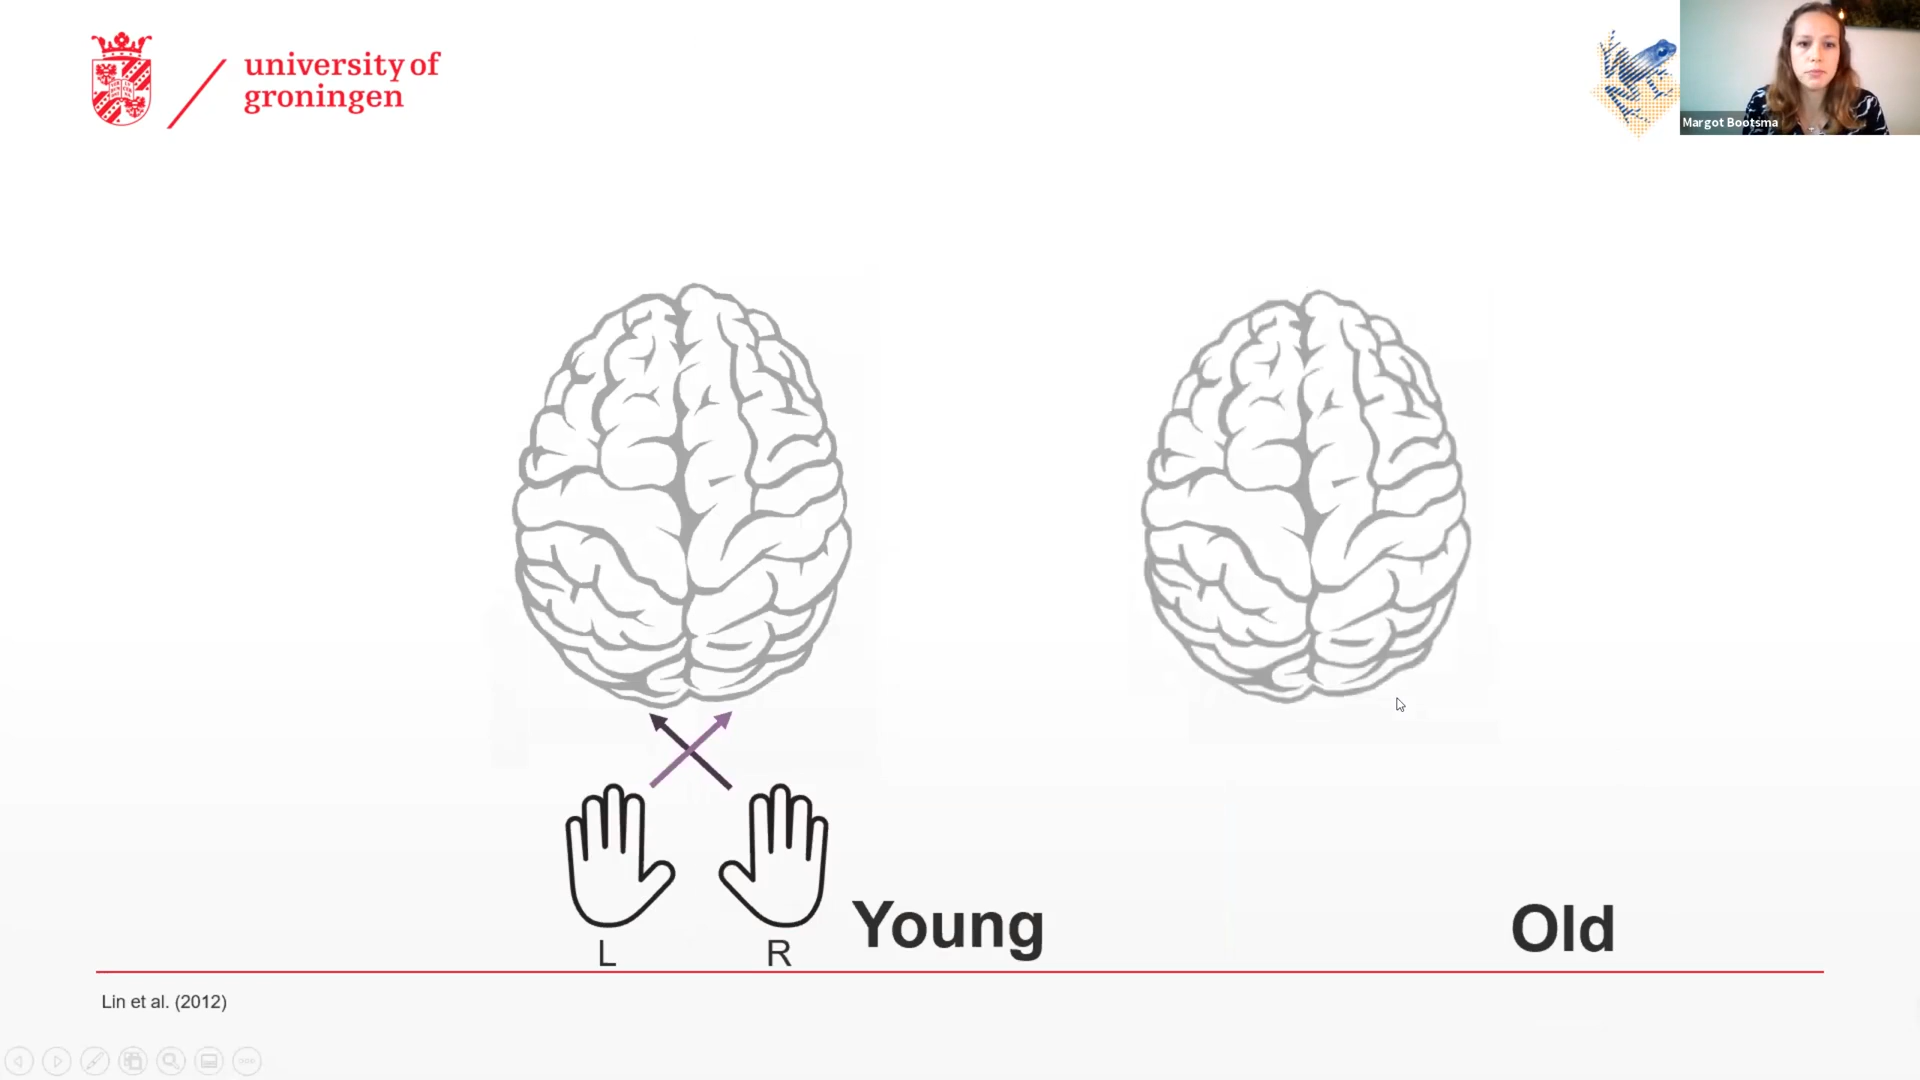 university of
groningen
Margot Bootsma
Young
Old
L
R
Lin et al. (2012)